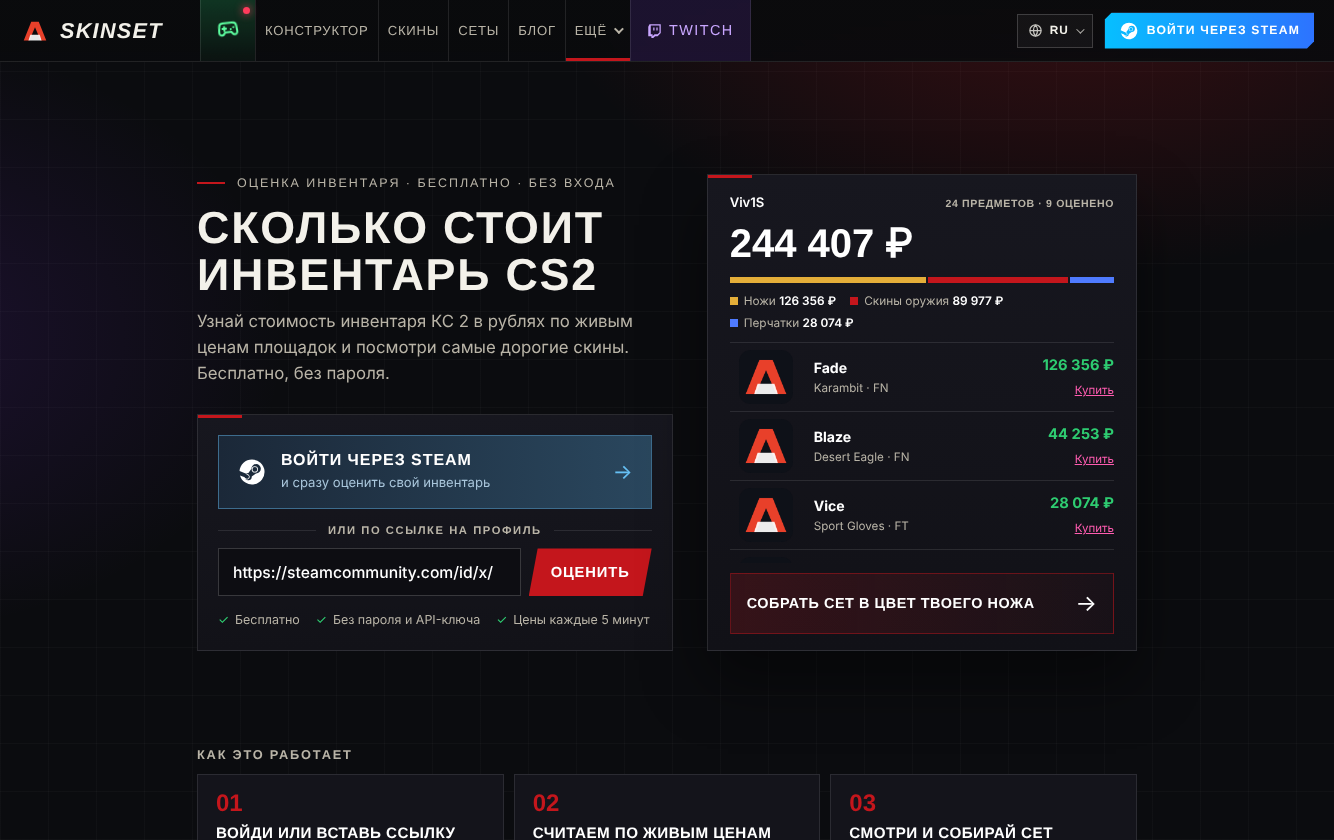 SKINSET
КОНСТРУКТОР
СКИНЫ
СЕТЫ
БЛОГ
ЕЩЁ
TWITCH
RU
ВОЙТИ ЧЕРЕЗ STEAM
ОЦЕНКА ИНВЕНТАРЯ · БЕСПЛАТНО · БЕЗ ВХОДА
СКОЛЬКО СТОИТ
ИНВЕНТАРЬ CS2
Узнай стоимость инвентаря КС 2 в рублях по живым
ценам площадок и посмотри самые дорогие скины.
Бесплатно, без пароля.
ВОЙТИ ЧЕРЕЗ STEAM
и сразу оценить свой инвентарь
ИЛИ ПО ССЫЛКЕ НА ПРОФИЛЬ
https://steamcommunity.com/id/x/
ОЦЕНИТЬ
Бесплатно
Без пароля и API-ключа
Цены каждые 5 минут
Viv1S
24 ПРЕДМЕТОВ · 9 ОЦЕНЕНО
244 407 ₽
Ножи 126 356 ₽
Скины оружия 89 977 ₽
Перчатки 28 074 ₽
Fade
126 356 ₽
Karambit · FN
Купить
Blaze
44 253 ₽
Desert Eagle · FN
Купить
Vice
28 074 ₽
Sport Gloves · FT
Купить
СОБРАТЬ СЕТ В ЦВЕТ ТВОЕГО НОЖА
КАК ЭТО РАБОТАЕТ
01
ВОЙДИ ИЛИ ВСТАВЬ ССЫЛКУ
02
СЧИТАЕМ ПО ЖИВЫМ ЦЕНАМ
03
СМОТРИ И СОБИРАЙ СЕТ